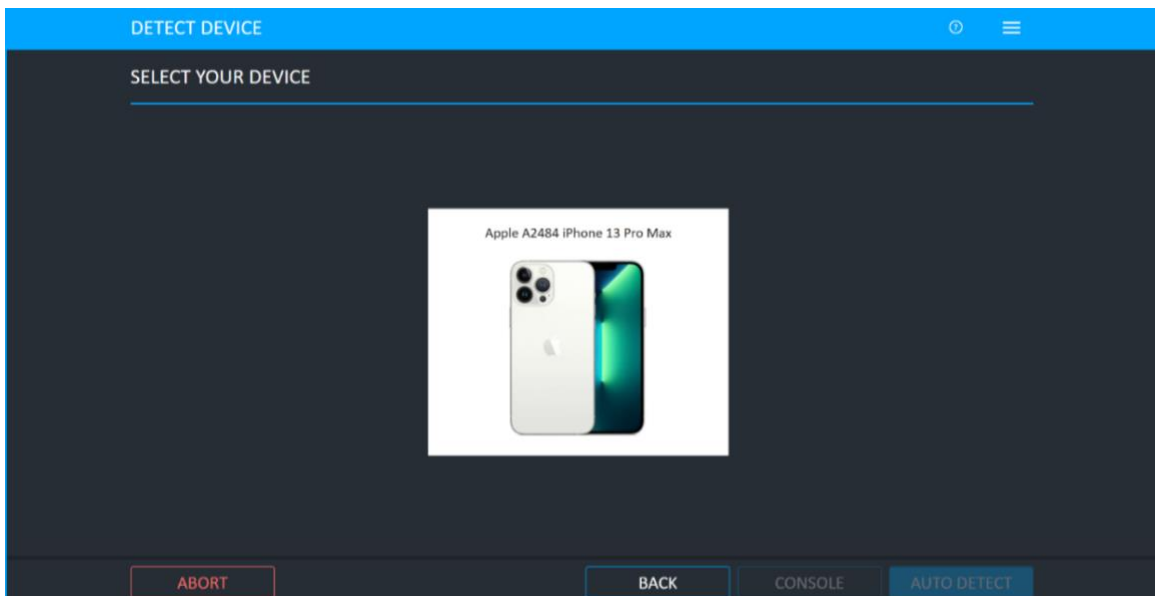 DETECT DEVICE
SELECT YOUR DEVICE
Apple A2484 iPhone 13 Pro Max
ABORT
BACK
CONSOLE
AUTO DETECT